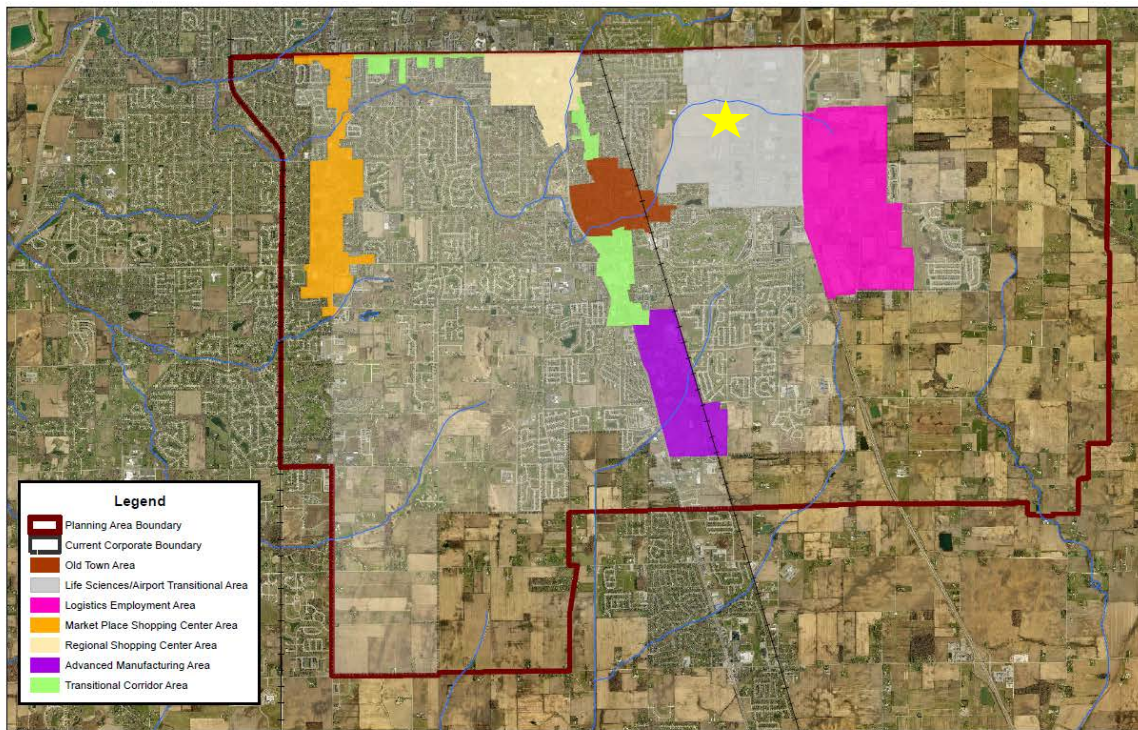 Legend
Planning Area Boundary
Current Corporate Boundary
Old Town Area
Life Sciences/Airport Transitional Area
Logistics Employment Area
Market Place Shopping Center Area
Regional Shopping Center Area
Advanced Manufacturing Area
Transitional Corridor Area